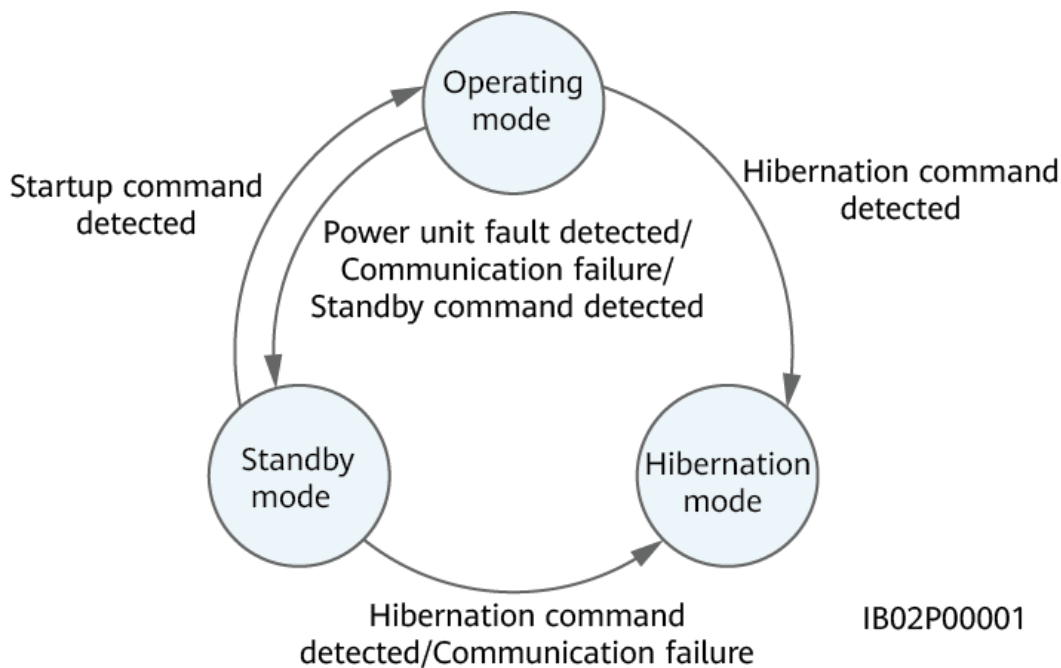 Operating
mode
Startup command
detected
Hibernation command
detected
Power unit fault detected/
Communication failure/
Standby command detected
Standby
mode
Hibernation
mode
Hibernation command
detected/Communication failure
IB02P00001